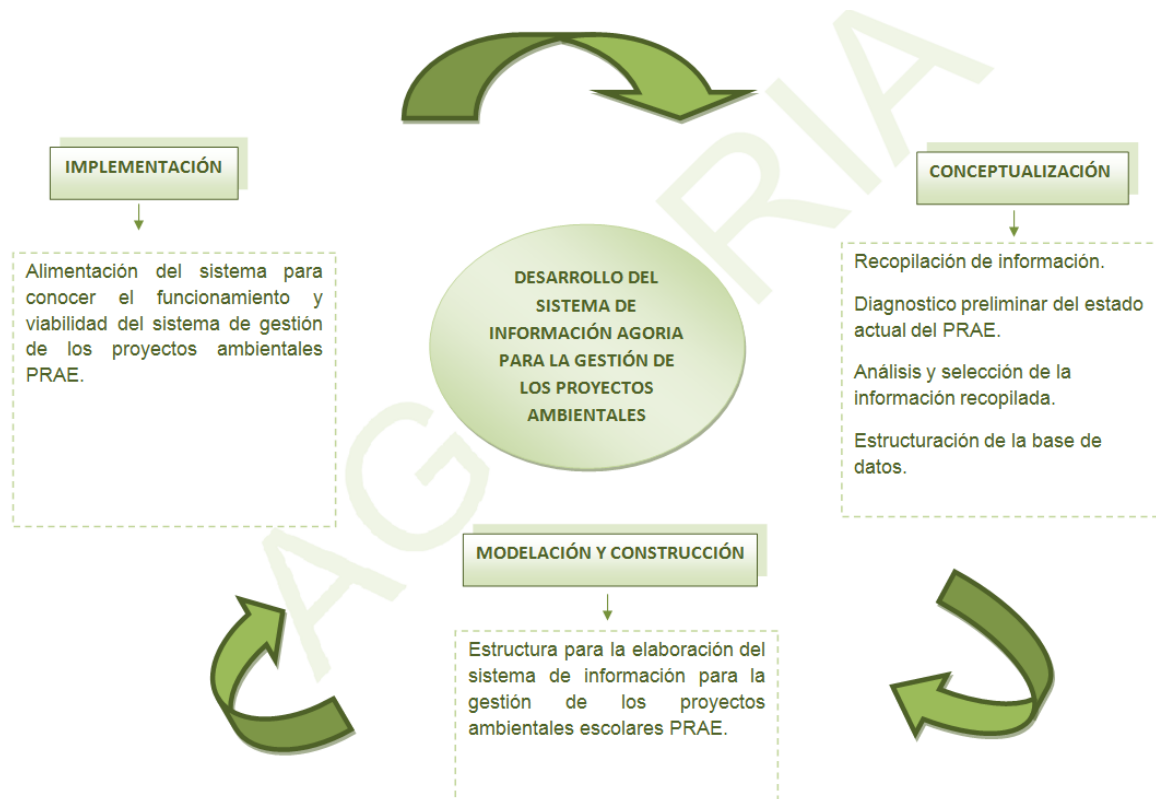 IMPLEMENTACIÓN
Alimentación del sistema para
conocer el funcionamiento y
viabilidad del sistema de gestión
de los proyectos ambientales
PRAE.
DESARROLLO DEL
SISTEMA DE
INFORMACIÓN AGORIA
PARA LA GESTIÓN DE
LOS PROYECTOS
AMBIENTALES
CONCEPTUALIZACIÓN
Recopilación de información.
Diagnostico preliminar del estado
actual del PRAE.
Análisis y selección de la
información recopilada.
Estructuración de la base de
datos.
MODELACIÓN Y CONSTRUCCIÓN
Estructura para la elaboración del
sistema de información para la
gestión de los proyectos
ambientales escolares PRAE.
AGORIA